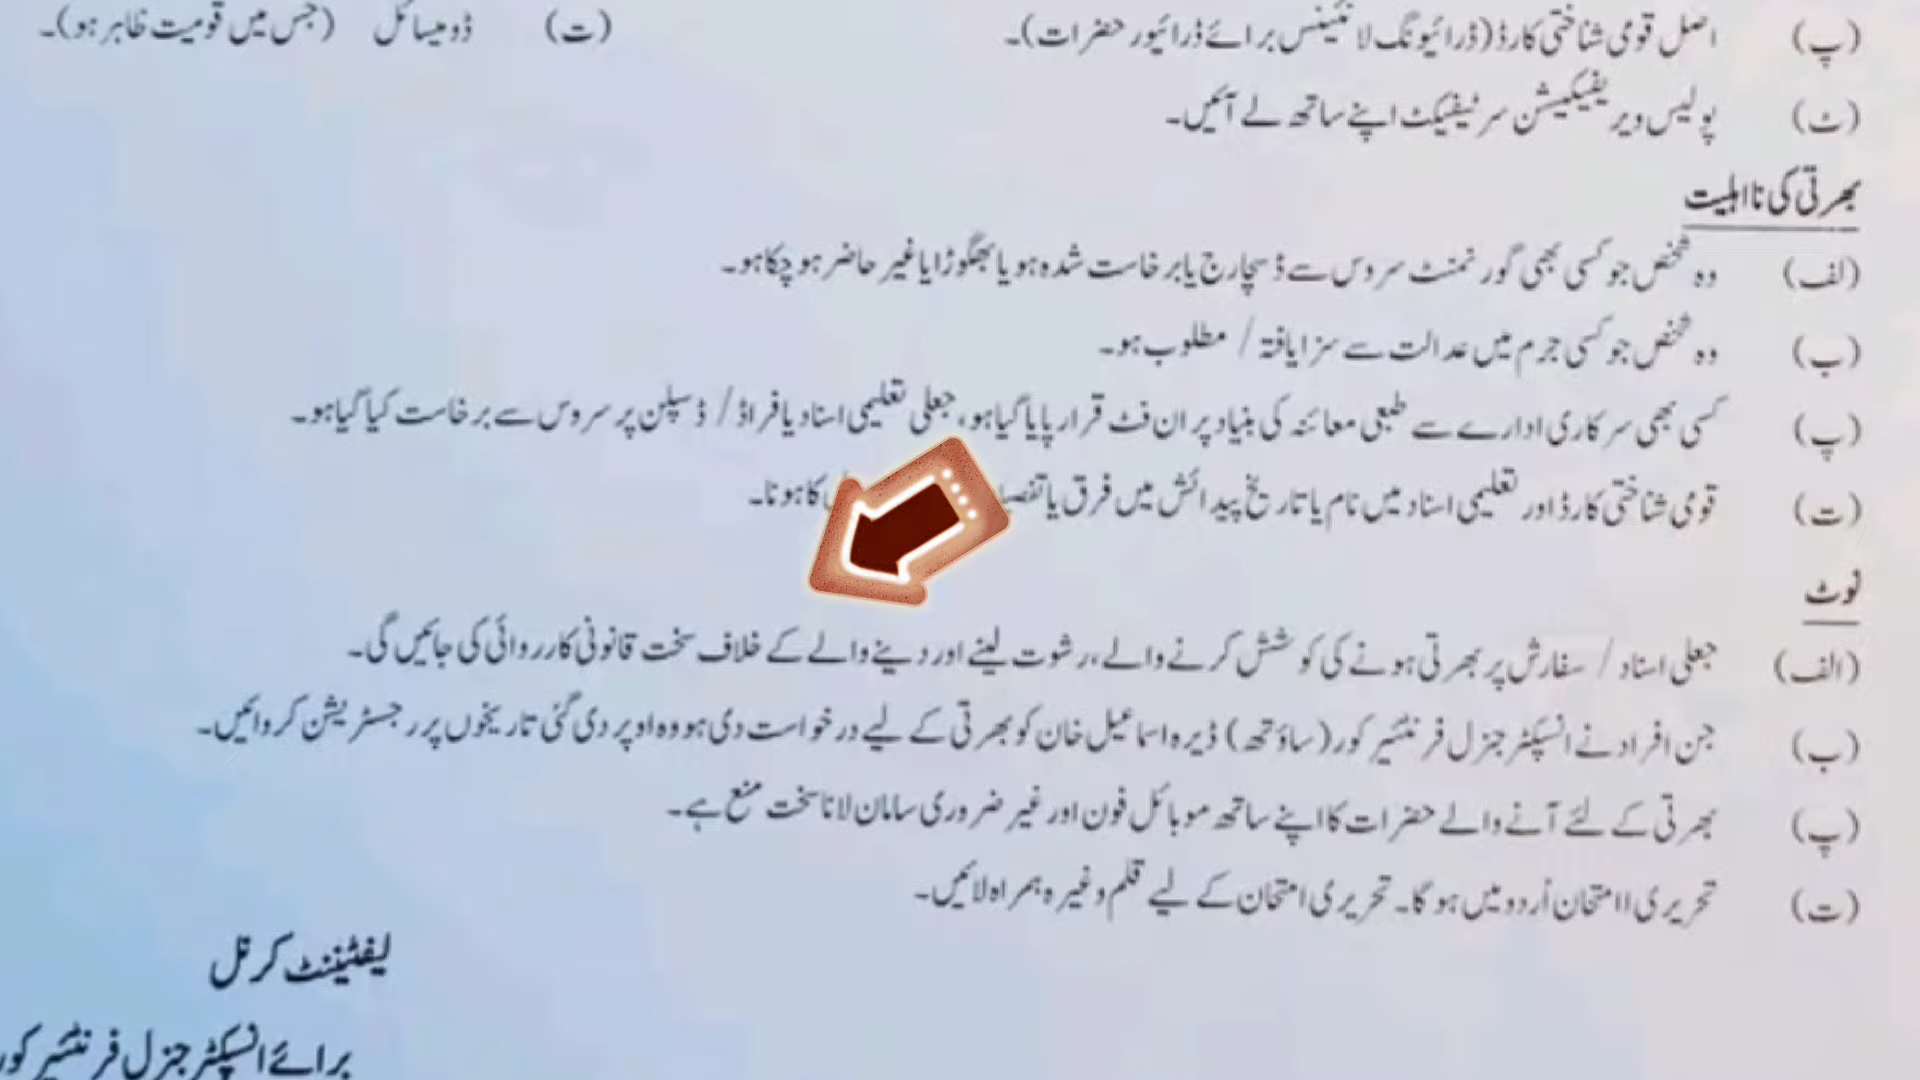 (پ) اصل قومی شناختی کارڈ (ڈرائیونگ لائسنس برائے ڈرائیور حضرات)۔ (ت) ڈومیسائل (جس میں قومیت ظاہر ہو)۔
(ٹ) پولیس ویریفیکیشن سرٹیفیکٹ اپنے ساتھ لے آئیں۔
بھرتی کی نااہلیت
(لف) وہ شخص جو کسی بھی گورنمنٹ سروس سے ڈسچارج یا برخاست شدہ ہو یا بھگوڑا یا غیر حاضر ہو چکا ہو۔
(ب) وہ شخص جو کسی جرم میں عدالت سے سزا یافتہ / مطلوب ہو۔
(پ) کسی بھی سرکاری ادارے سے طبعی معائنہ کی بنیاد پر ان فٹ قرار پایا گیا ہو، جعلی تعلیمی اسناد یا فراڈ / ڈسپلن پر سروس سے برخاست کیا گیا ہو۔
(ت) قومی شناختی کارڈ اور تعلیمی اسناد میں نام یا تاریخ پیدائش میں فرق یا کا ہونا۔
نوٹ
(الف) جعلی اسناد / سفارش پر بھرتی ہونے کی کوشش کرنے والے، رشوت لینے اور دینے والے کے خلاف سخت قانونی کارروائی کی جائیں گی۔
(ب) جن افراد نے انسپکٹر جنرل فرنٹئیر کور (ساؤتھ) ڈیرہ اسماعیل خان کو بھرتی کے لیے درخواست دی ہو وہ اوپر دی گئی تاریخوں پر رجسٹریشن کروائیں۔
(پ) بھرتی کے لئے آنے والے حضرات کا اپنے ساتھ موبائل فون اور غیر ضروری سامان لانا سخت منع ہے۔
(ت) تحریری اامتحان اُردو میں ہو گا۔ تحریری امتحان کے لیے قلم وغیرہ ہمراہ لائیں۔
لیفٹیننٹ کرنل
برائے انسپکٹر جنرل فرنٹئیر کور